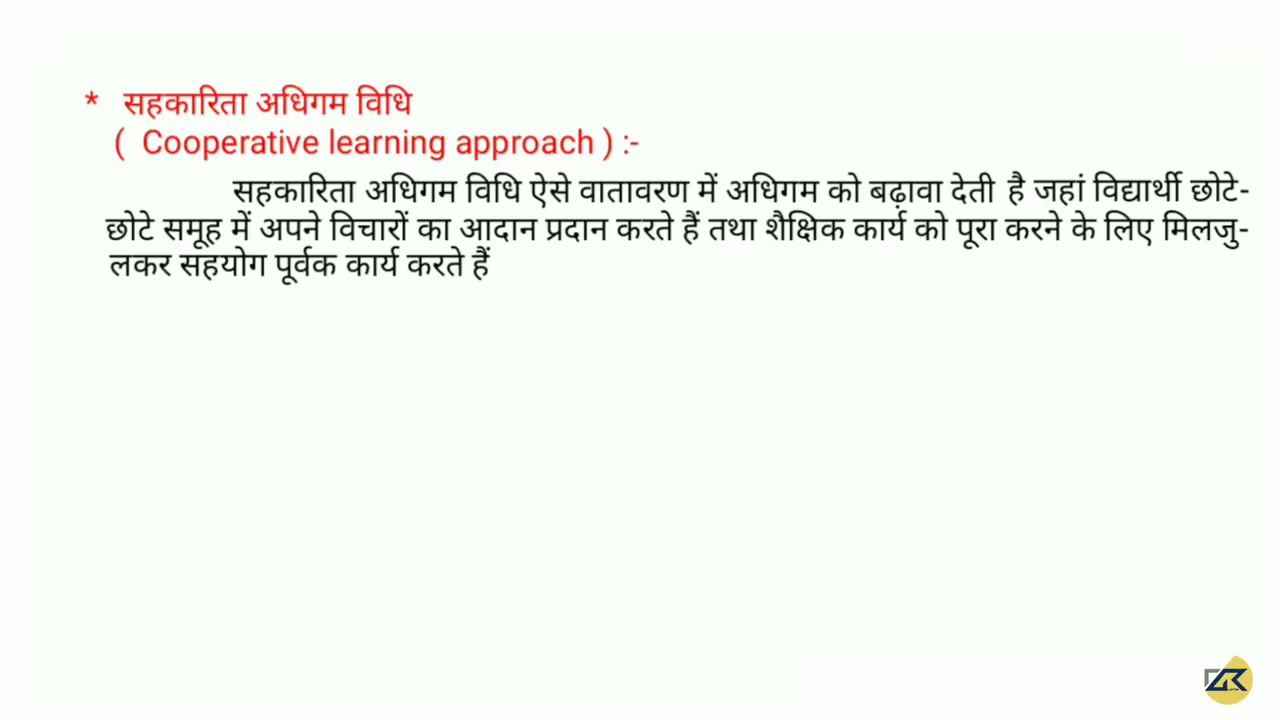 * सहकारिता अधिगम विधि
( Cooperative learning approach ) :-
सहकारिता अधिगम विधि ऐसे वातावरण में अधिगम को बढ़ावा देती है जहां विद्यार्थी छोटे-
छोटे समूह में अपने विचारों का आदान प्रदान करते हैं तथा शैक्षिक कार्य को पूरा करने के लिए मिलजु-
लकर सहयोग पूर्वक कार्य करते हैं